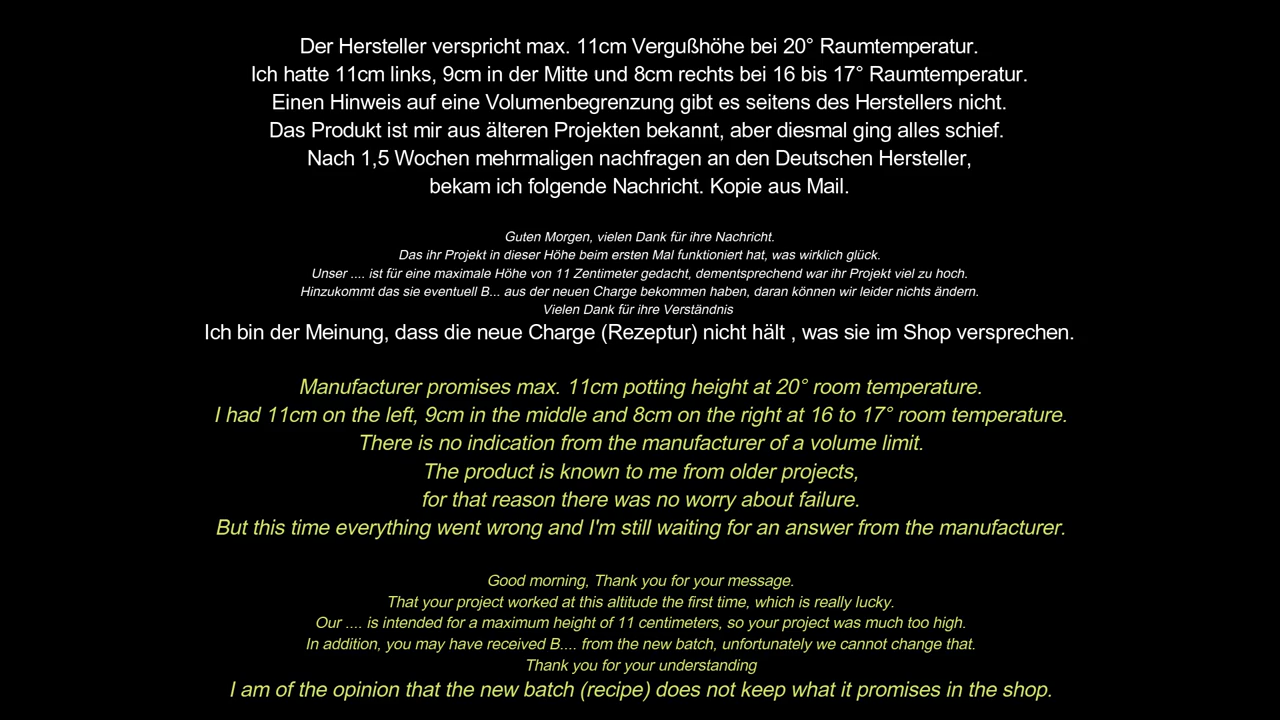 Der Hersteller verspricht max. 11cm Vergußhöhe bei 20° Raumtemperatur.
Ich hatte 11cm links, 9cm in der Mitte und 8cm rechts bei 16 bis 17° Raumtemperatur.
Einen Hinweis auf eine Volumenbegrenzung gibt es seitens des Herstellers nicht.
Das Produkt ist mir aus älteren Projekten bekannt, aber diesmal ging alles schief.
Nach 1,5 Wochen mehrmaligen nachfragen an den Deutschen Hersteller,
bekam ich folgende Nachricht. Kopie aus Mail.
Guten Morgen, vielen Dank für ihre Nachricht.
Das ihr Projekt in dieser Höhe beim ersten Mal funktioniert hat, was wirklich glück.
Unser .... ist für eine maximale Höhe von 11 Zentimeter gedacht, dementsprechend war ihr Projekt viel zu hoch.
Hinzukommt das sie eventuell B... aus der neuen Charge bekommen haben, daran können wir leider nichts ändern.
Vielen Dank für ihre Verständnis
Ich bin der Meinung, dass die neue Charge (Rezeptur) nicht hält , was sie im Shop versprechen.
Manufacturer promises max. 11cm potting height at 20° room temperature.
I had 11cm on the left, 9cm in the middle and 8cm on the right at 16 to 17° room temperature.
There is no indication from the manufacturer of a volume limit.
The product is known to me from older projects,
for that reason there was no worry about failure.
But this time everything went wrong and I'm still waiting for an answer from the manufacturer.
Good morning, Thank you for your message.
That your project worked at this altitude the first time, which is really lucky.
Our .... is intended for a maximum height of 11 centimeters, so your project was much too high.
In addition, you may have received B.... from the new batch, unfortunately we cannot change that.
Thank you for your understanding
I am of the opinion that the new batch (recipe) does not keep what it promises in the shop.